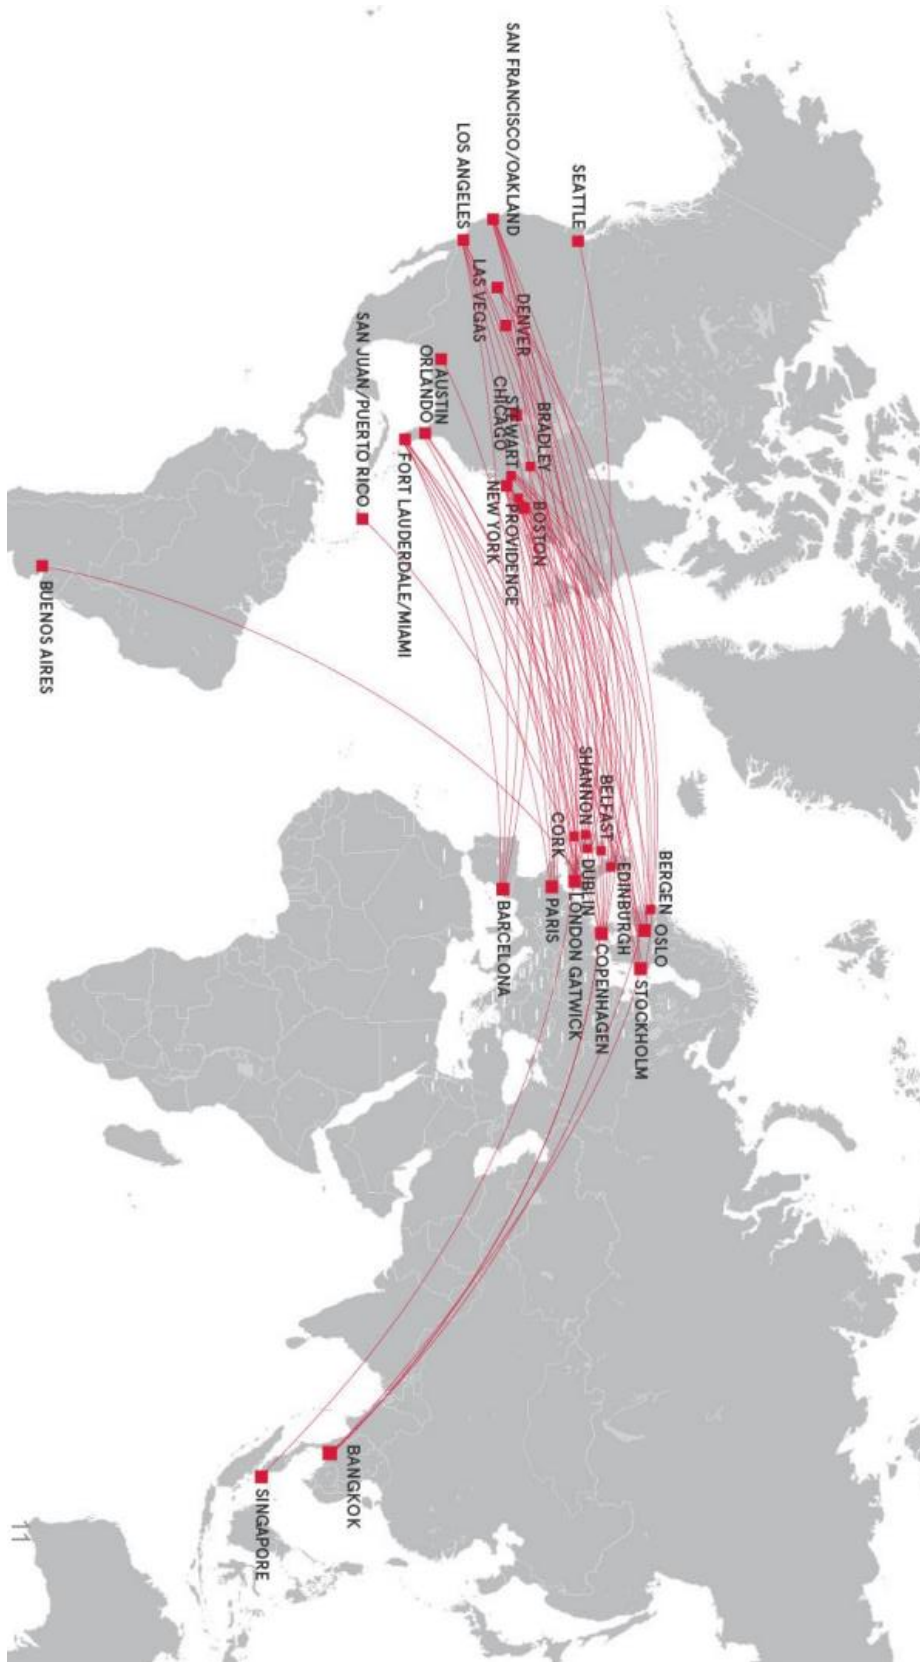 SEATTLE
SAN FRANCISCO/OAKLAND
LOS ANGELES
LAS VEGAS
DENVER
SAN JUAN/PUERTO RICO
AUSTIN
ORLANDO
CHICAGO
STEWART
BRADLEY
FORT LAUDERDALE/MIAMI
NEW YORK
PROVIDENCE
BOSTON
BUENOS AIRES
SHANNON
BELFAST
CORK
DUBLIN
EDINBURGH
BERGEN
OSLO
STOCKHOLM
COPENHAGEN
LONDON GATWICK
PARIS
BARCELONA
BANGKOK
SINGAPORE
11